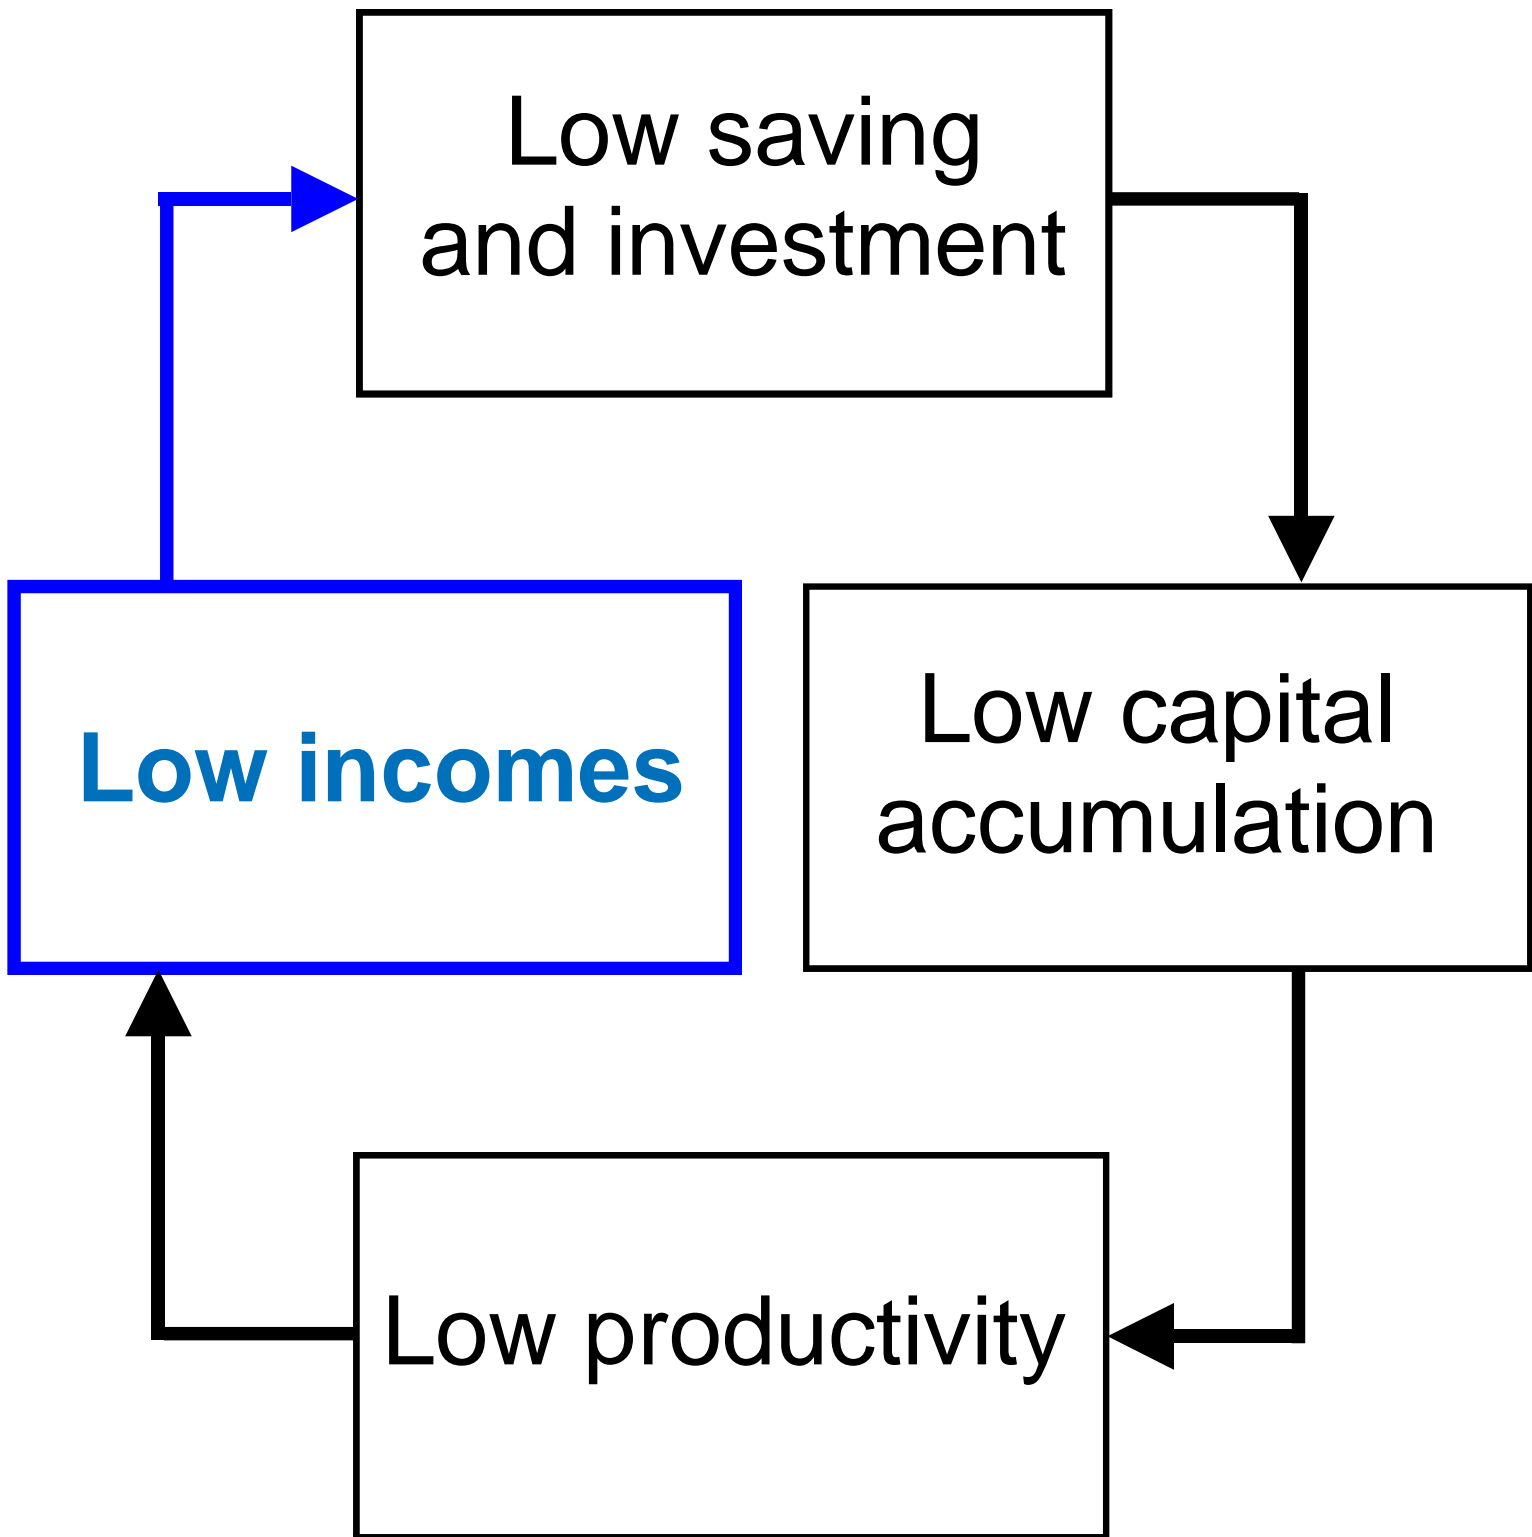 Low saving
and investment
Low incomes
Low capital
accumulation
Low productivity